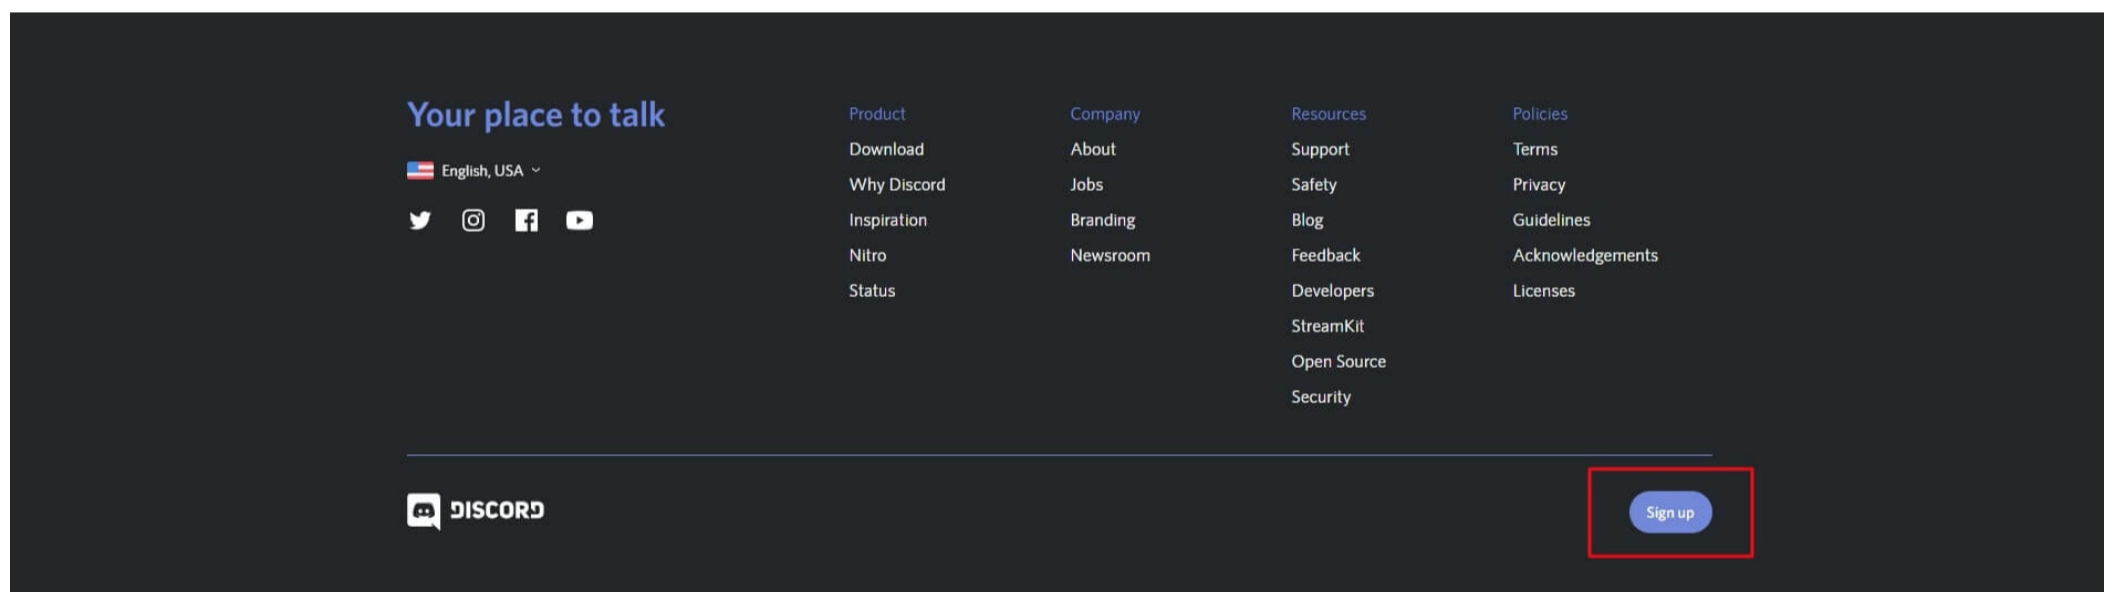 Your place to talk
English, USA
Product
Download
Why Discord
Inspiration
Nitro
Status
Company
About
Jobs
Branding
Newsroom
Resources
Support
Safety
Blog
Feedback
Developers
StreamKit
Open Source
Security
Policies
Terms
Privacy
Guidelines
Acknowledgements
Licenses
DISCORD
Sign up